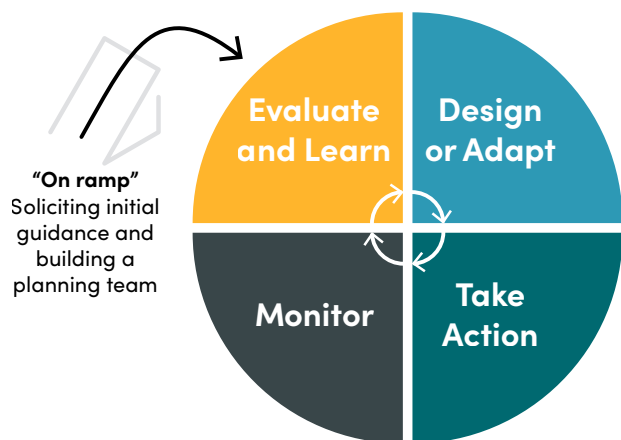 Evaluate
and Learn
Design
or Adapt
"On ramp"
Soliciting initial
guidance and
building a
planning team
Monitor
Take
Action